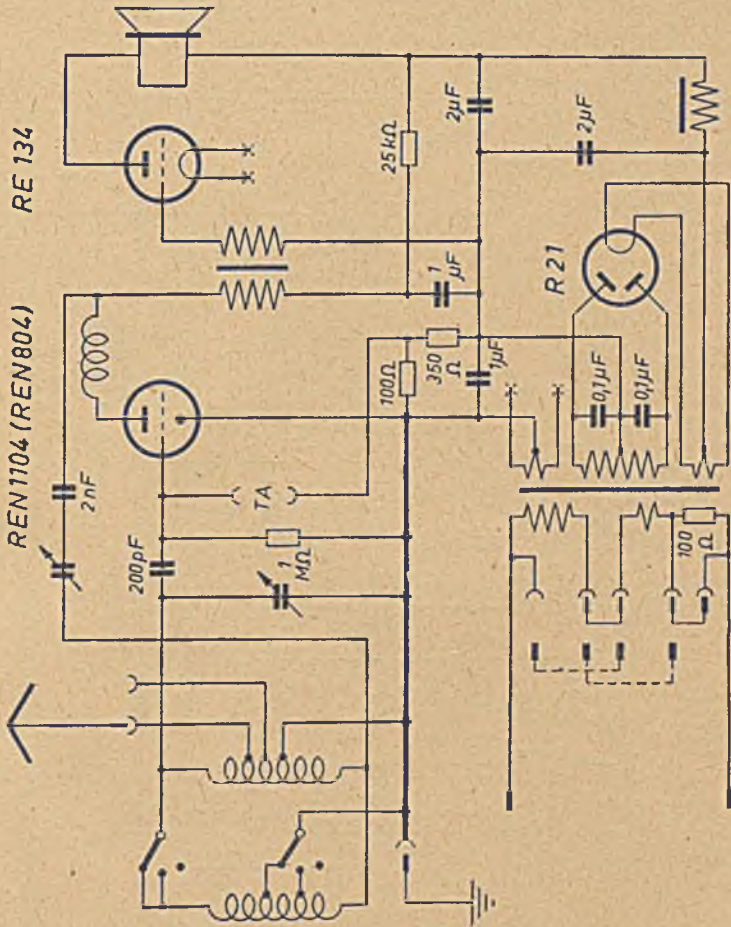 REN1104 (REN804)
RE 134
2nF
200pF
TA
1
MΩ
100Ω
350
Ω
1
µF
1µF
25kΩ
2µF
2µF
R21
0,1µF
0,1µF
100
Ω